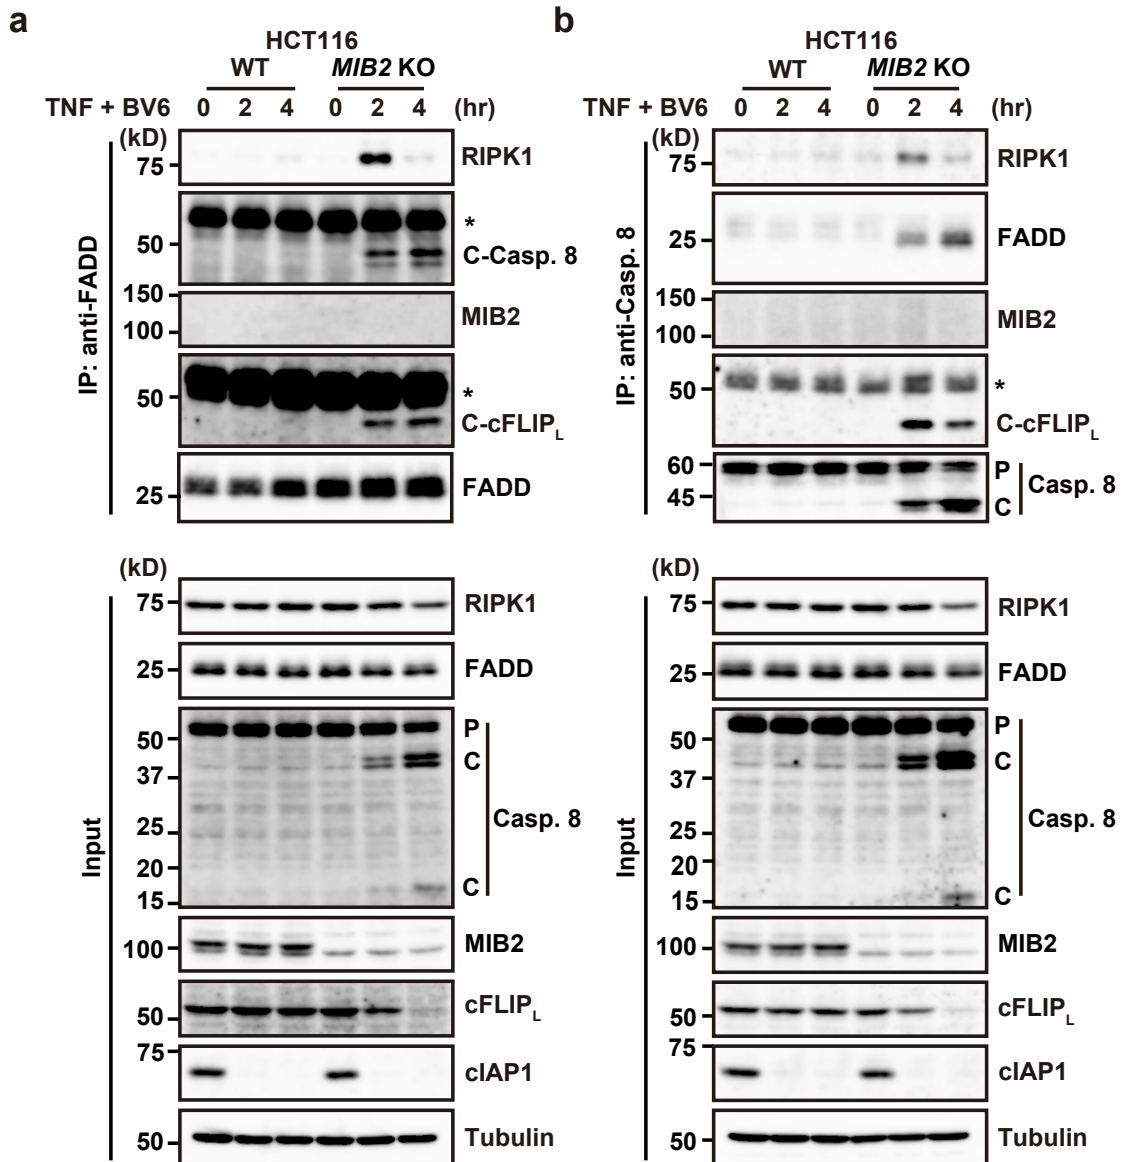 a
HCT116
WT MIB2 KO
TNF + BV6 0 2 4 0 2 4 (hr)
(kD)
IP: anti-FADD
75 RIPK1
*
50 C-Casp. 8
150
100 MIB2
50 *
C-cFLIPL
25 FADD
(kD)
Input
75 RIPK1
25 FADD
50 P
37 C
25 Casp. 8
20
15 C
100 MIB2
50 cFLIPL
75
cIAP1
50 Tubulin
b
HCT116
WT MIB2 KO
TNF + BV6 0 2 4 0 2 4 (hr)
(kD)
IP: anti-Casp. 8
75 RIPK1
25 FADD
150
100 MIB2
50 *
C-cFLIPL
60 P
45 C Casp. 8
(kD)
Input
75 RIPK1
25 FADD
50 P
37 C
25 Casp. 8
20
15 C
100 MIB2
50 cFLIPL
75
cIAP1
50 Tubulin